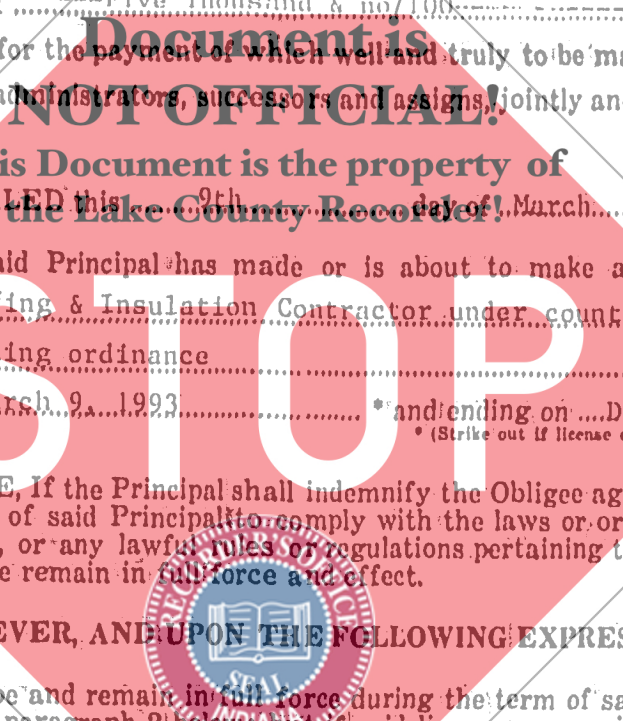 Five Thousand & no/100
Document is
for the payment of which well and truly to be ma
administrators, successors and assigns, jointly an
NOT OFFICIAL!
is Document is the property of
LED this 9th day of March
the Lake County Recorder!
aid Principal has made or is about to make a
ing & Insulation Contractor under count
ing ordinance
STOP
rch 9, 1993 * and ending on ....D
* (Strike out if license
E, If the Principal shall indemnify the Obligee ag
of said Principal to comply with the laws or or
, or any lawful rules or regulations pertaining t
e remain in full force and effect.
RECORDER'S OFFICE
EVER, AND UPON THE FOLLOWING EXPRES
SEAL
be and remain in full force during the term of sa
INDIANA
paragraph